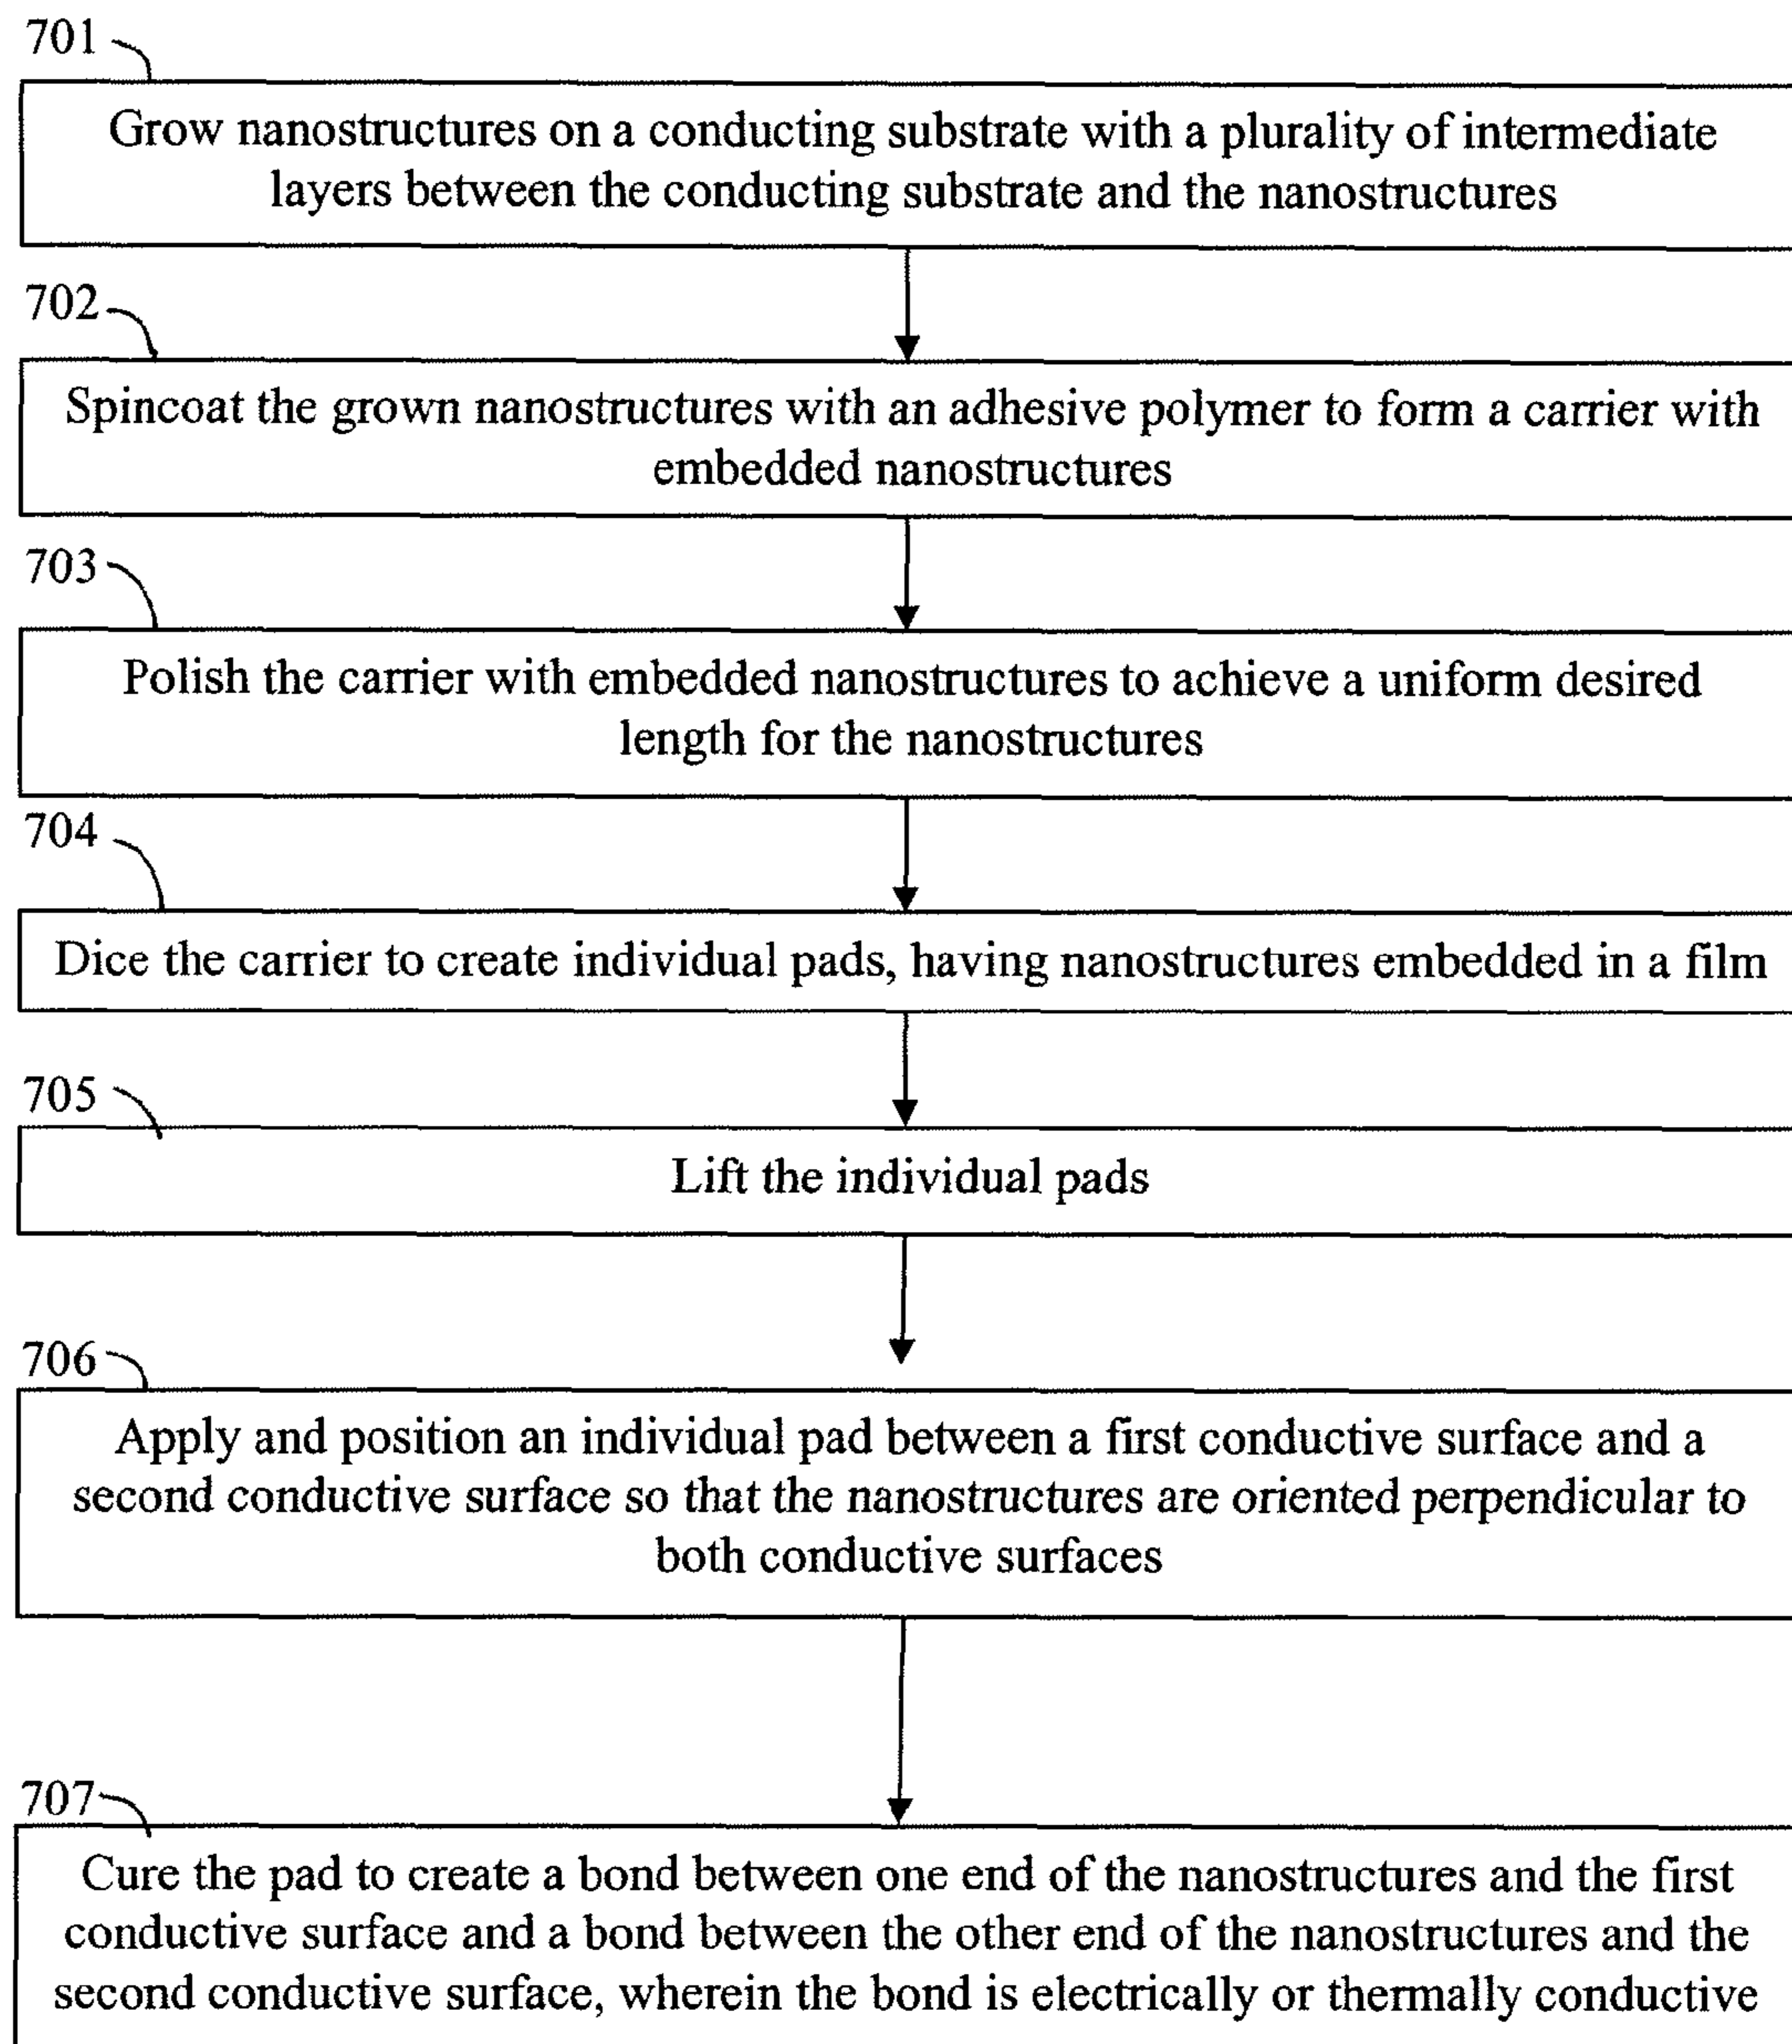 701
Grow nanostructures on a conducting substrate with a plurality of intermediate
layers between the conducting substrate and the nanostructures
702
Spincoat the grown nanostructures with an adhesive polymer to form a carrier with
embedded nanostructures
703
Polish the carrier with embedded nanostructures to achieve a uniform desired
length for the nanostructures
704
Dice the carrier to create individual pads, having nanostructures embedded in a film
705
Lift the individual pads
706
Apply and position an individual pad between a first conductive surface and a
second conductive surface so that the nanostructures are oriented perpendicular to
both conductive surfaces
707
Cure the pad to create a bond between one end of the nanostructures and the first
conductive surface and a bond between the other end of the nanostructures and the
second conductive surface, wherein the bond is electrically or thermally conductive